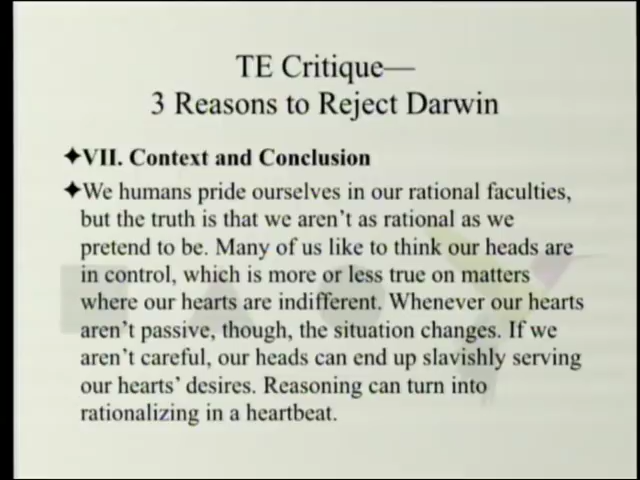 TE Critique—
3 Reasons to Reject Darwin
✦VII. Context and Conclusion
✦We humans pride ourselves in our rational faculties,
but the truth is that we aren't as rational as we
pretend to be. Many of us like to think our heads are
in control, which is more or less true on matters
where our hearts are indifferent. Whenever our hearts
aren't passive, though, the situation changes. If we
aren't careful, our heads can end up slavishly serving
our hearts' desires. Reasoning can turn into
rationalizing in a heartbeat.